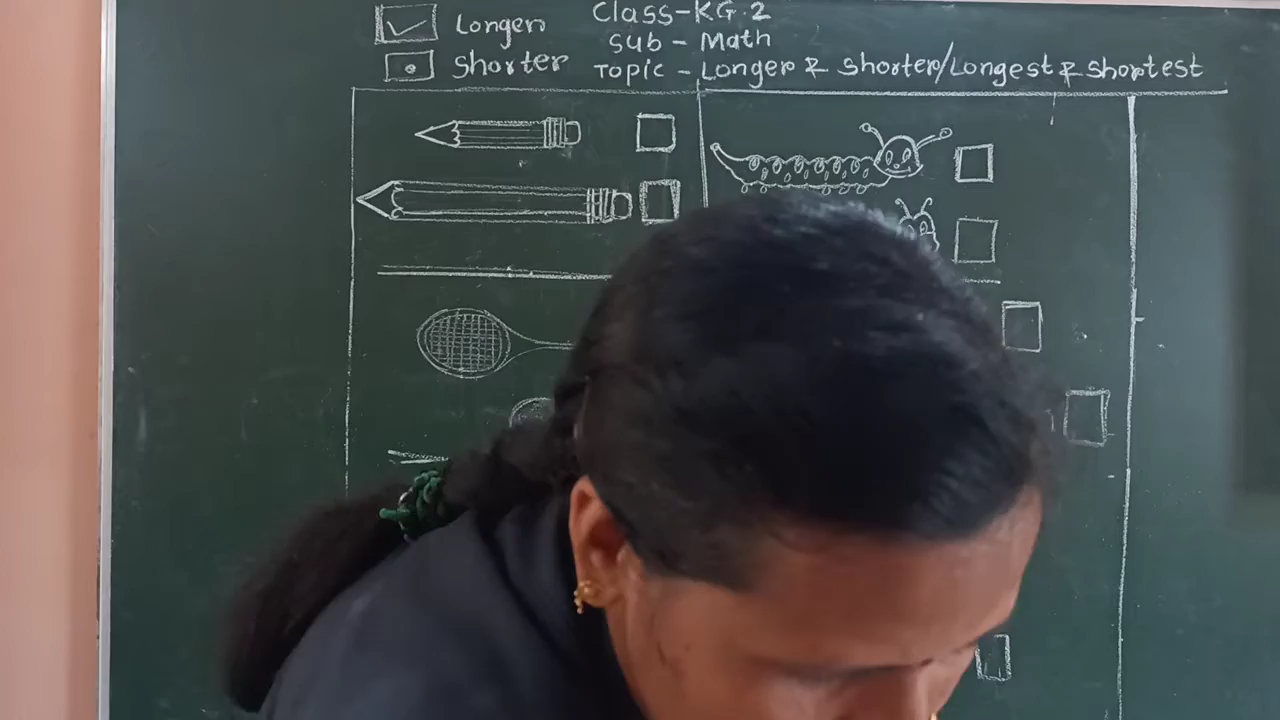 Longer
Shorter
Class-KG.2
Sub - Math
Topic - Longer & Shorter/Longest & Shortest